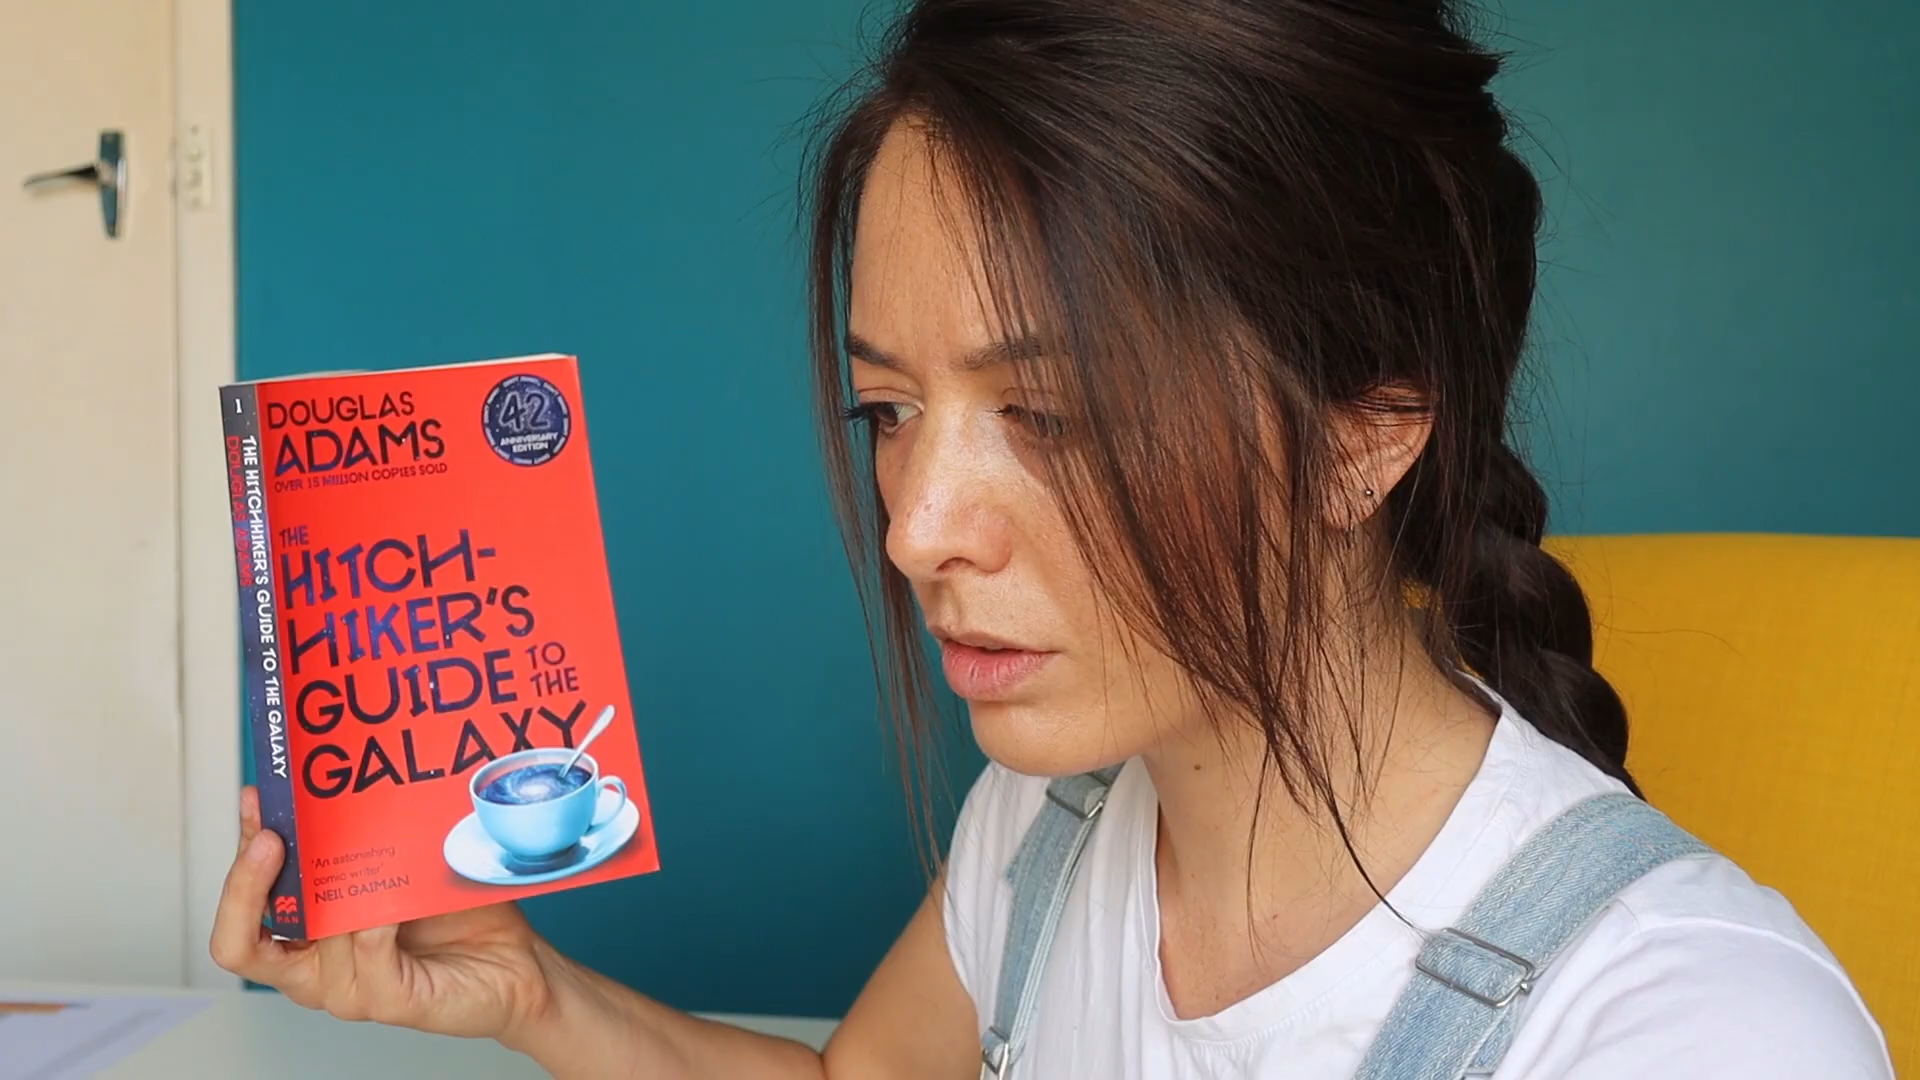 1
THE HITCHHIKER'S GUIDE TO THE GALAXY
DOUGLAS ADAMS
PAN
DOUGLAS
ADAMS
OVER 15 MILLION COPIES SOLD
42
ANNIVERSARY
EDITION
THE
HITCH-
HIKER'S
GUIDE TO THE
GALAXY
'An astonishing
comic writer'
NEIL GAIMAN